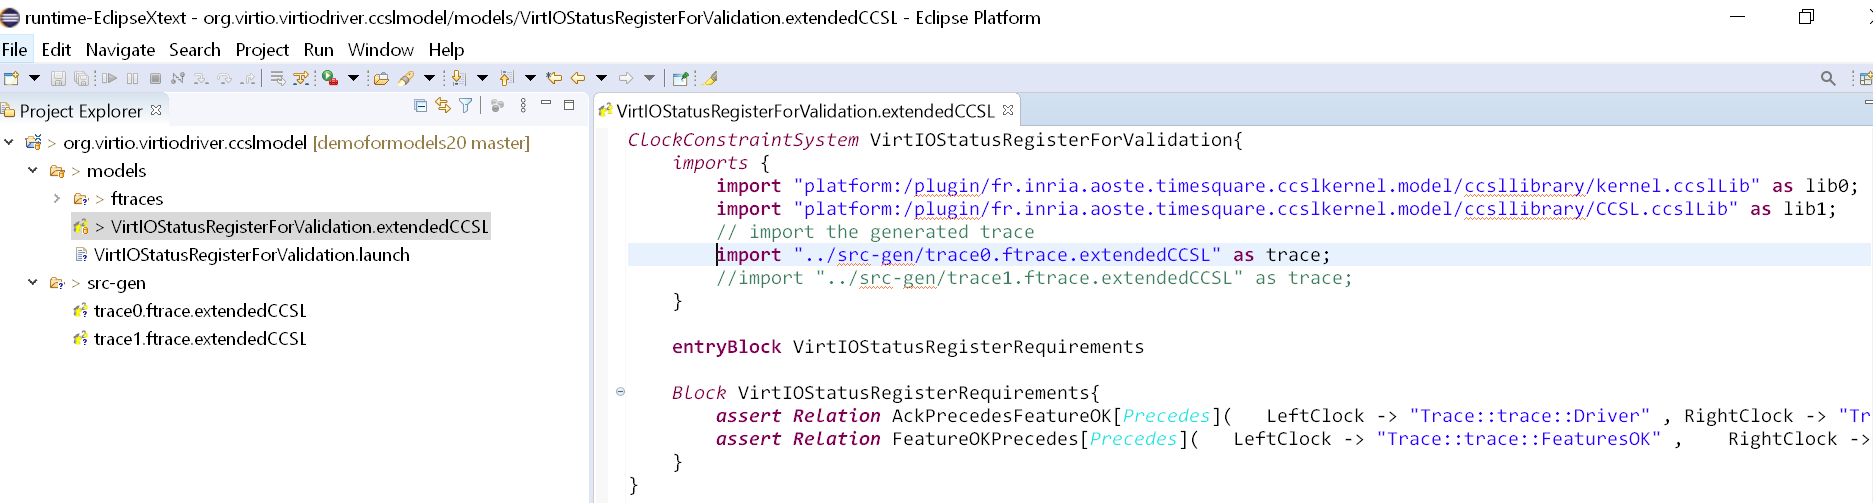 runtime-EclipseXtext - org.virtio.virtiodriver.ccslmodel/models/VirtIOStatusRegisterForValidation.extendedCCSL - Eclipse Platform
File Edit Navigate Search Project Run Window Help
Project Explorer
> org.virtio.virtiodriver.ccslmodel [demoformodels20 master]
> models
> ftraces
> VirtIOStatusRegisterForValidation.extendedCCSL
VirtIOStatusRegisterForValidation.launch
> src-gen
trace0.ftrace.extendedCCSL
trace1.ftrace.extendedCCSL
VirtIOStatusRegisterForValidation.extendedCCSL
ClockConstraintSystem VirtIOStatusRegisterForValidation{
imports {
import "platform:/plugin/fr.inria.aoste.timesquare.ccslkernel.model/ccsllibrary/kernel.ccslLib" as lib0;
import "platform:/plugin/fr.inria.aoste.timesquare.ccslkernel.model/ccsllibrary/CCSL.ccslLib" as lib1;
// import the generated trace
import "../src-gen/trace0.ftrace.extendedCCSL" as trace;
//import "../src-gen/trace1.ftrace.extendedCCSL" as trace;
}
entryBlock VirtIOStatusRegisterRequirements
Block VirtIOStatusRegisterRequirements{
assert Relation AckPrecedesFeatureOK[Precedes]( LeftClock -> "Trace::trace::Driver" , RightClock -> "Tr
assert Relation FeatureOKPrecedes[Precedes]( LeftClock -> "Trace::trace::FeaturesOK" , RightClock ->
}
}